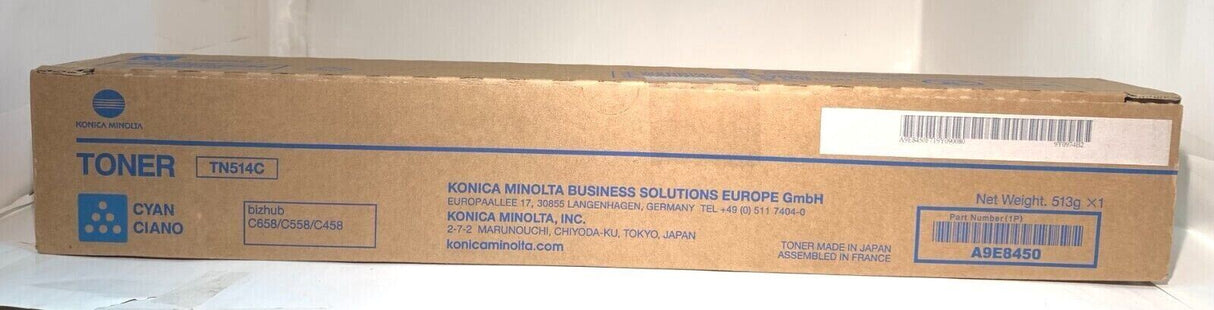 KONICA MINOLTA
TONER TN514C
CYAN
CIANO
bizhub
C658/C558/C458
KONICA MINOLTA BUSINESS SOLUTIONS EUROPE GmbH
EUROPAALLEE 17, 30855 LANGENHAGEN, GERMANY TEL +49 (0) 511 7404-0
KONICA MINOLTA, INC.
2-7-2 MARUNOUCHI, CHIYODA-KU, TOKYO, JAPAN
konicaminolta.com
TONER MADE IN JAPAN
ASSEMBLED IN FRANCE
Net Weight. 513g ×1
Part Number(1P)
A9E8450